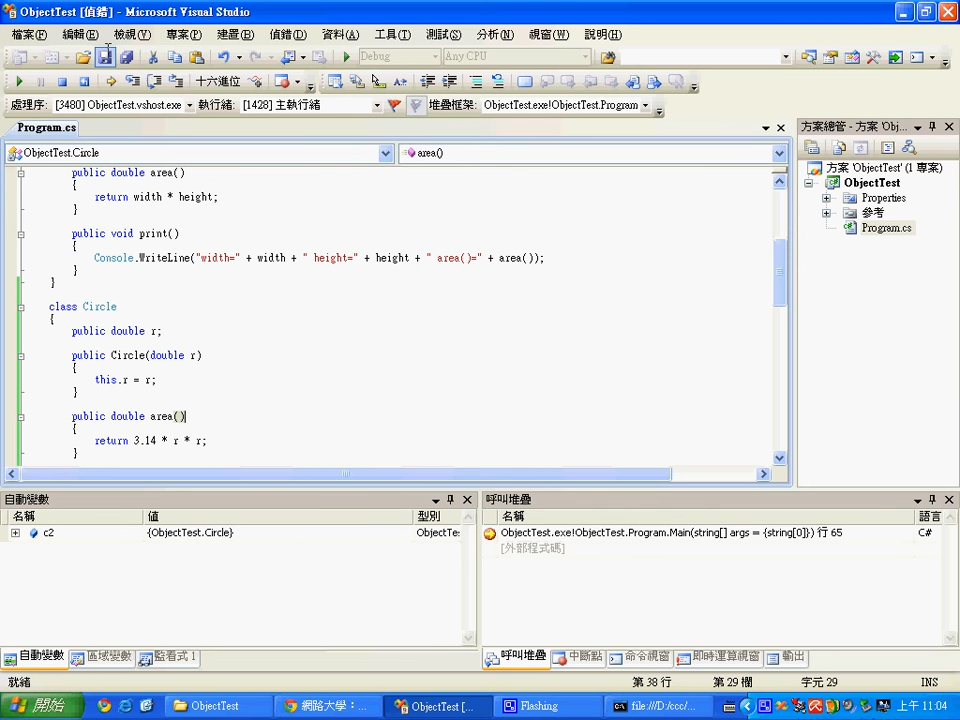 ObjectTest [偵錯] - Microsoft Visual Studio
檔案(F) 編輯(E) 檢視(V) 專案(P) 建置(B) 偵錯(D) 資料(A) 工具(T) 測試(S) 分析(N) 視窗(W) 說明(H)
Debug Any CPU
十六進位
處理序: [3480] ObjectTest.vshost.exe 執行緒: [1428] 主執行緒 堆疊框架: ObjectTest.exe!ObjectTest.Program
Program.cs
ObjectTest.Circle area()
public double area()
{
return width * height;
}
public void print()
{
Console.WriteLine("width=" + width + " height=" + height + " area()=" + area());
}
}
class Circle
{
public double r;
public Circle(double r)
{
this.r = r;
}
public double area()
{
return 3.14 * r * r;
}
方案總管 - 方案 'Obj...
方案 'ObjectTest' (1 專案)
ObjectTest
Properties
參考
Program.cs
自動變數
名稱 值 型別
c2 {ObjectTest.Circle} ObjectTe
自動變數 區域變數 監看式 1
呼叫堆疊
名稱 語言
ObjectTest.exe!ObjectTest.Program.Main(string[] args = {string[0]}) 行 65 C#
[外部程式碼]
呼叫堆疊 中斷點 命令視窗 即時運算視窗 輸出
就緒 第 38 行 第 29 欄 字元 29 INS
開始 ObjectTest 網路大學：... ObjectTest [... Flashing file:///D:/ccc/... 上午 11:04